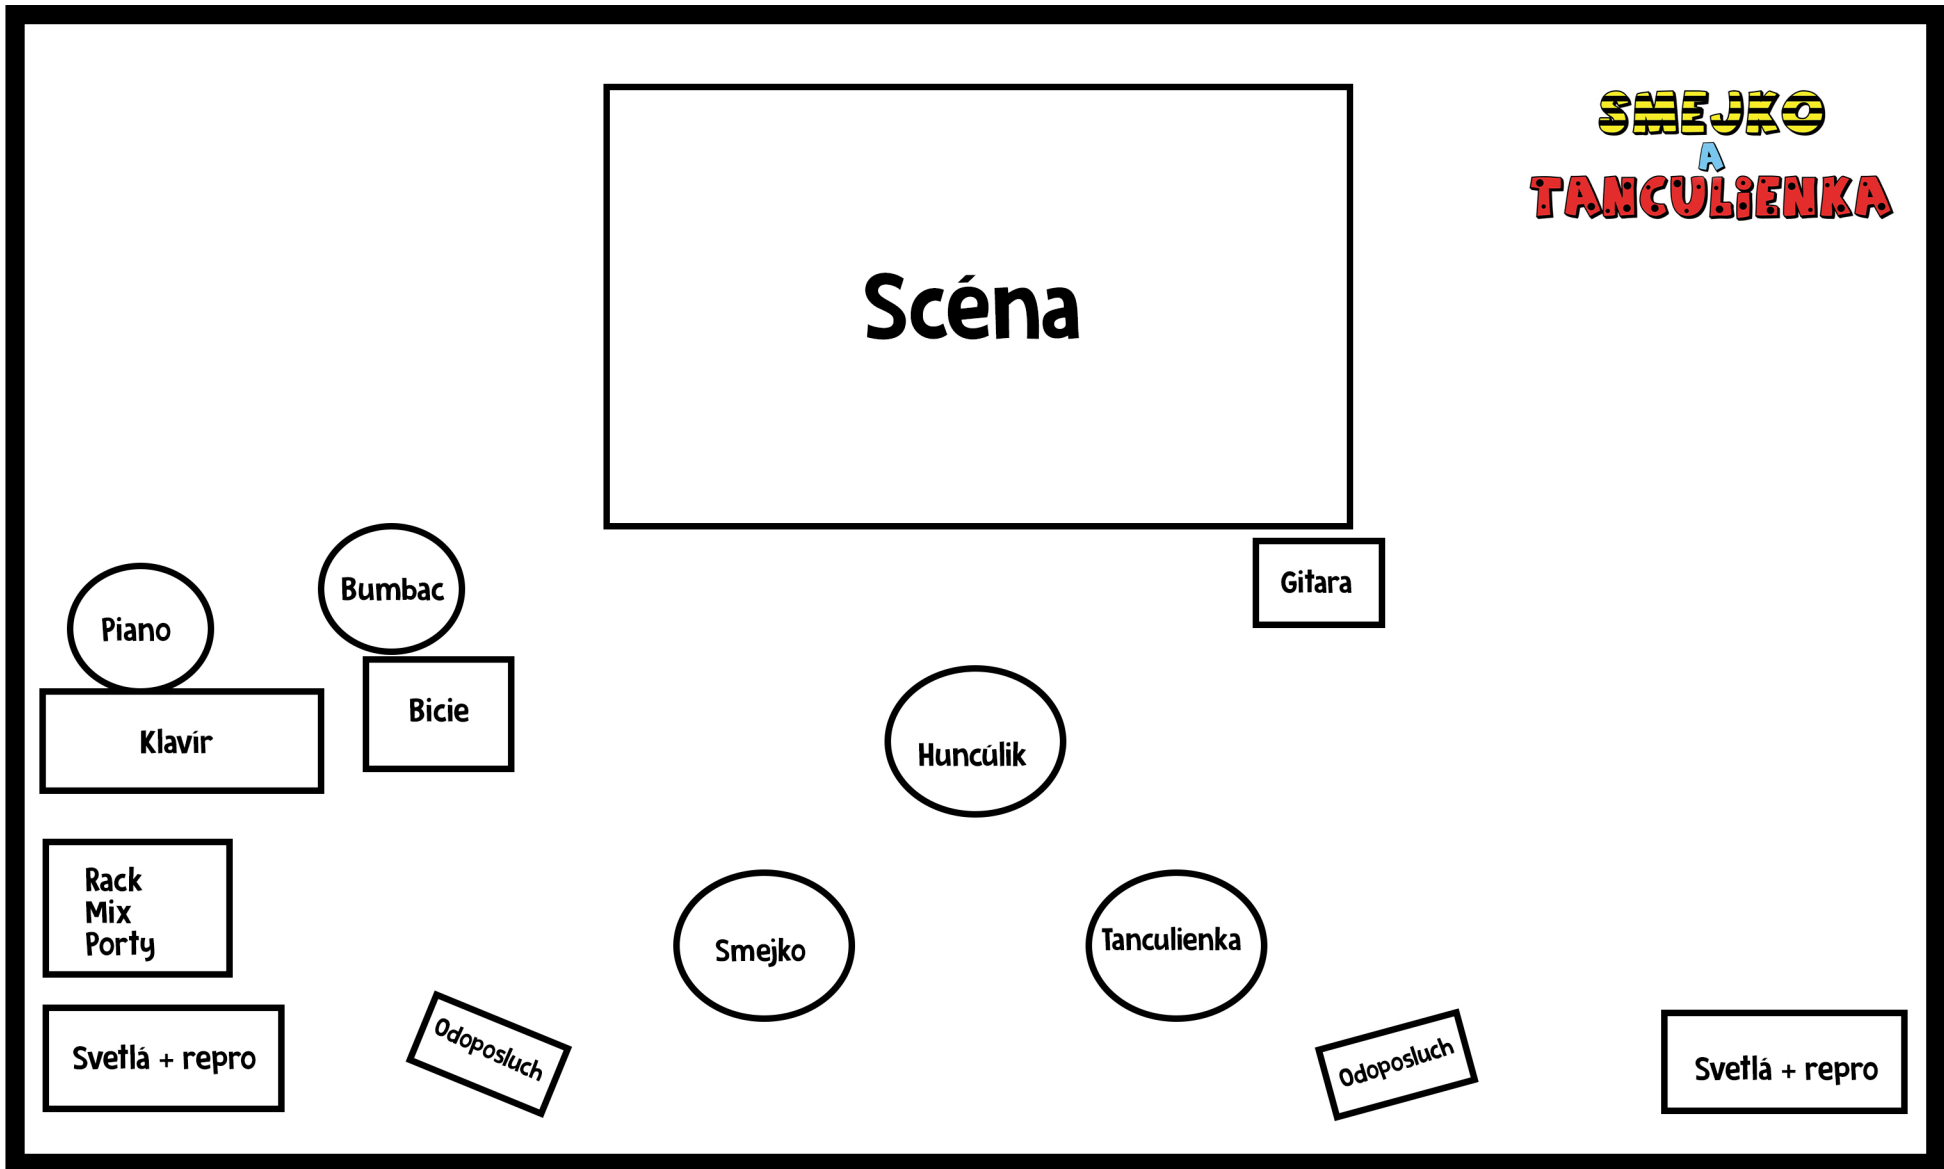 SMEJKO
A
TANCULiENKA
Scéna
Gitara
Bumbac
Piano
Bicie
Klavír
Huncúlik
Rack
Mix
Porty
Smejko
Tanculienka
Svetlá + repro
Odoposluch
Odoposluch
Svetlá + repro